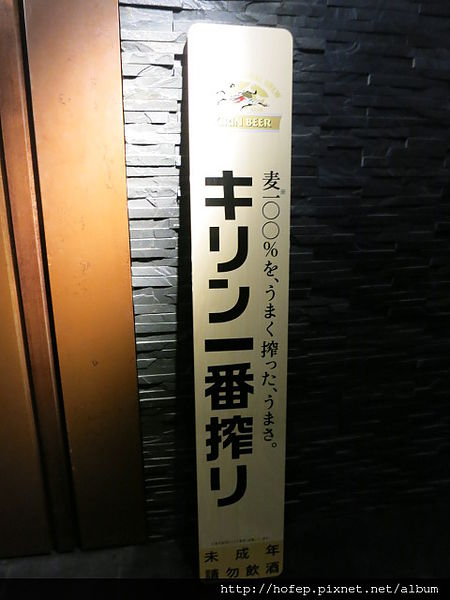 KIRIN BEER
麦一〇〇%を、うまく搾った、うまさ。
※
キリン一番搾り
未成年
請勿飲酒
http://hofep.pixnet.net/album